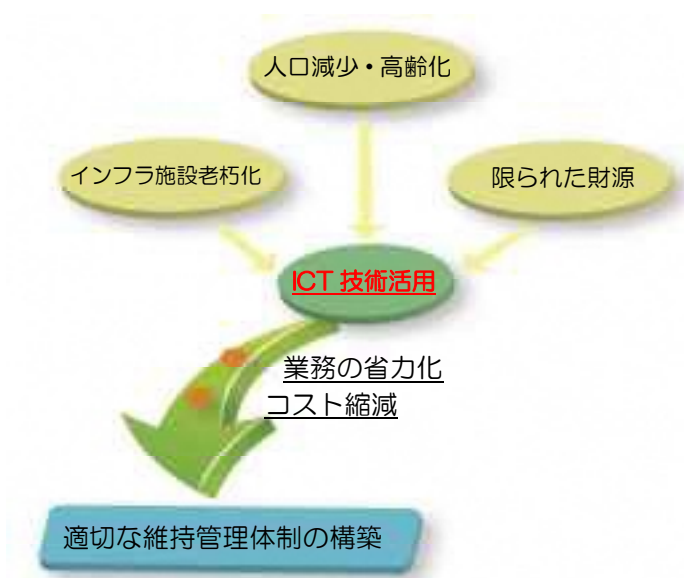 人口減少・高齢化
インフラ施設老朽化
限られた財源
ICT 技術活用
業務の省力化
コスト縮減
適切な維持管理体制の構築